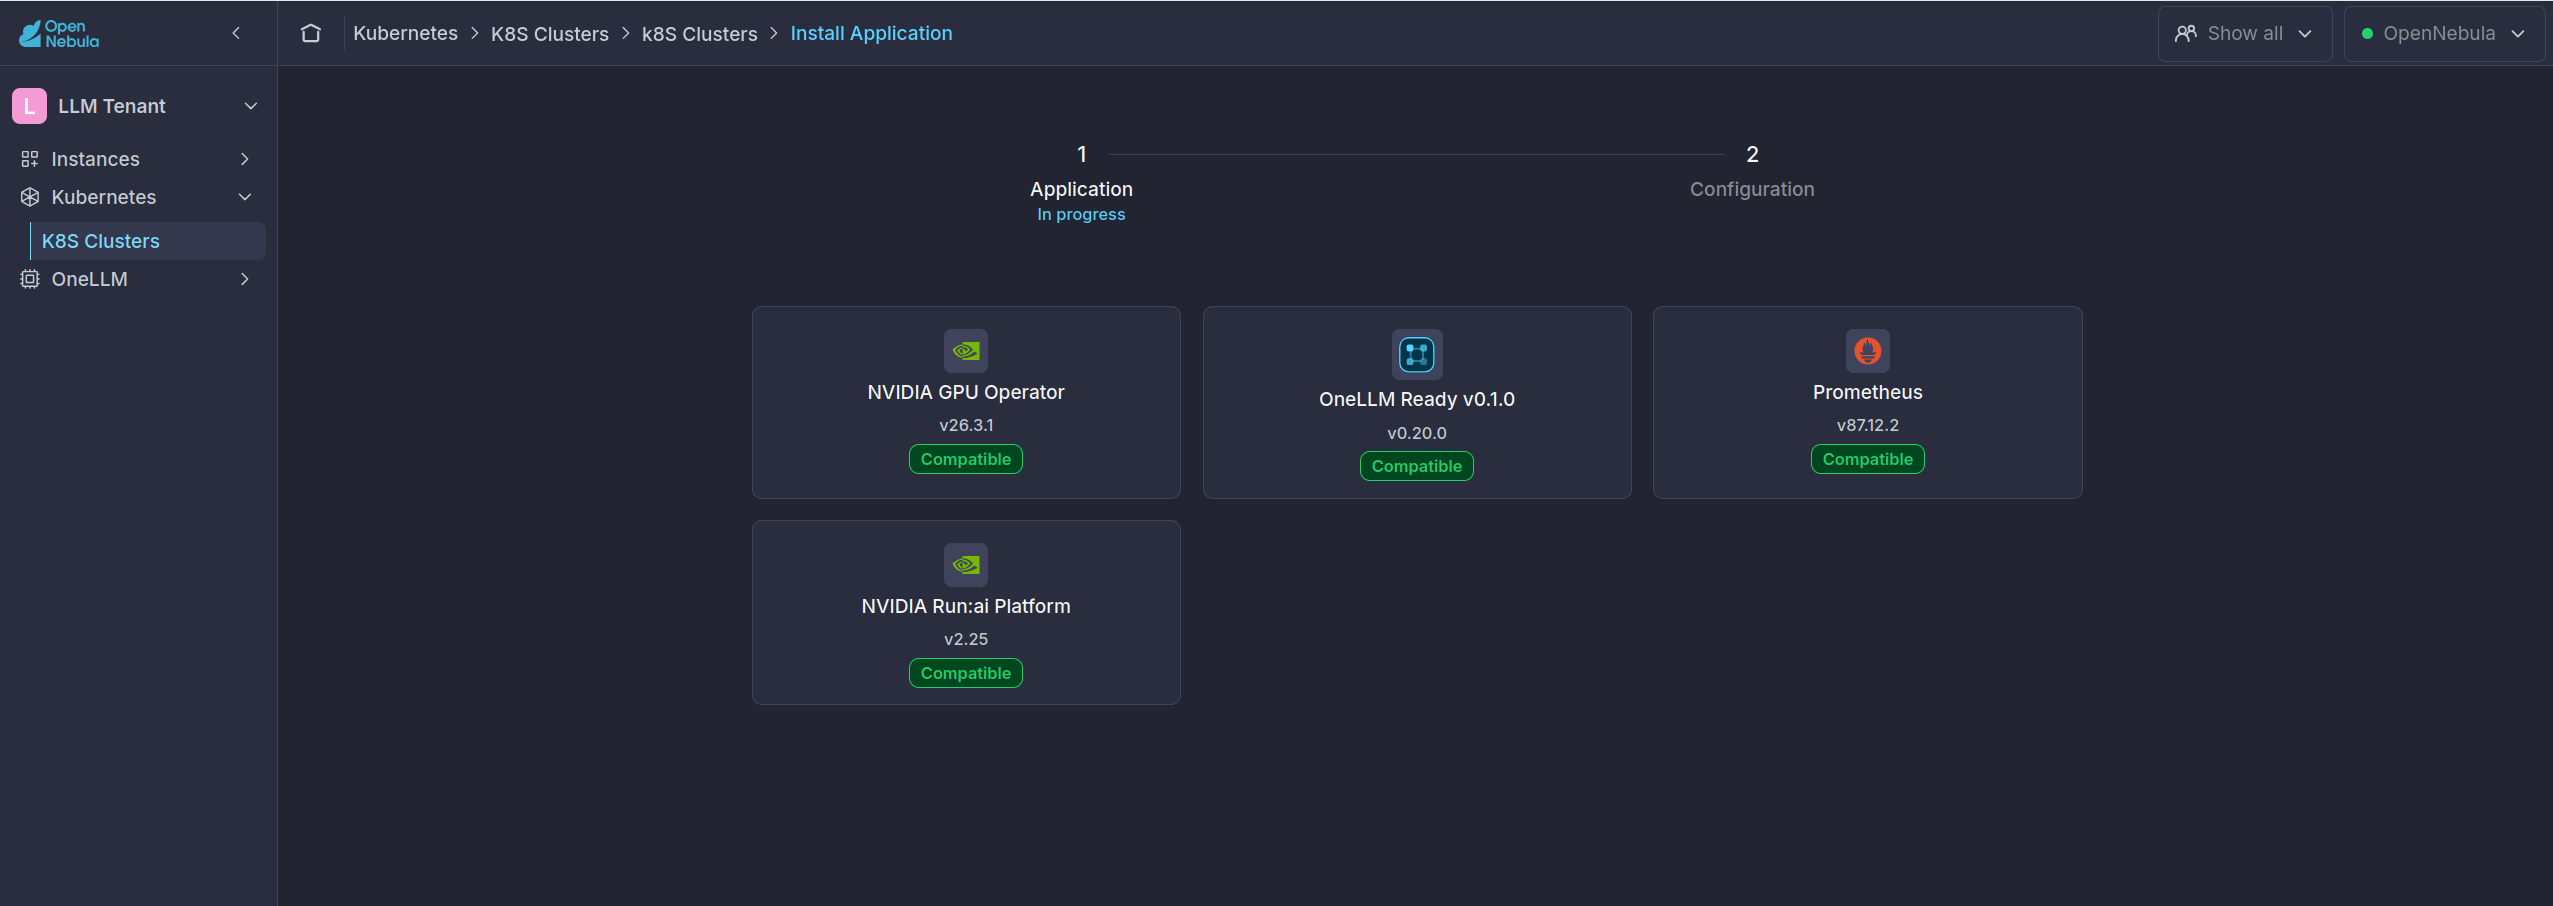 Open
Nebula
Kubernetes > K8S Clusters > k8S Clusters > Install Application
Show all
OpenNebula
L LLM Tenant
Instances
Kubernetes
K8S Clusters
OneLLM
1
2
Application
Configuration
In progress
NVIDIA GPU Operator
v26.3.1
Compatible
OneLLM Ready v0.1.0
v0.20.0
Compatible
Prometheus
v87.12.2
Compatible
NVIDIA Run:ai Platform
v2.25
Compatible